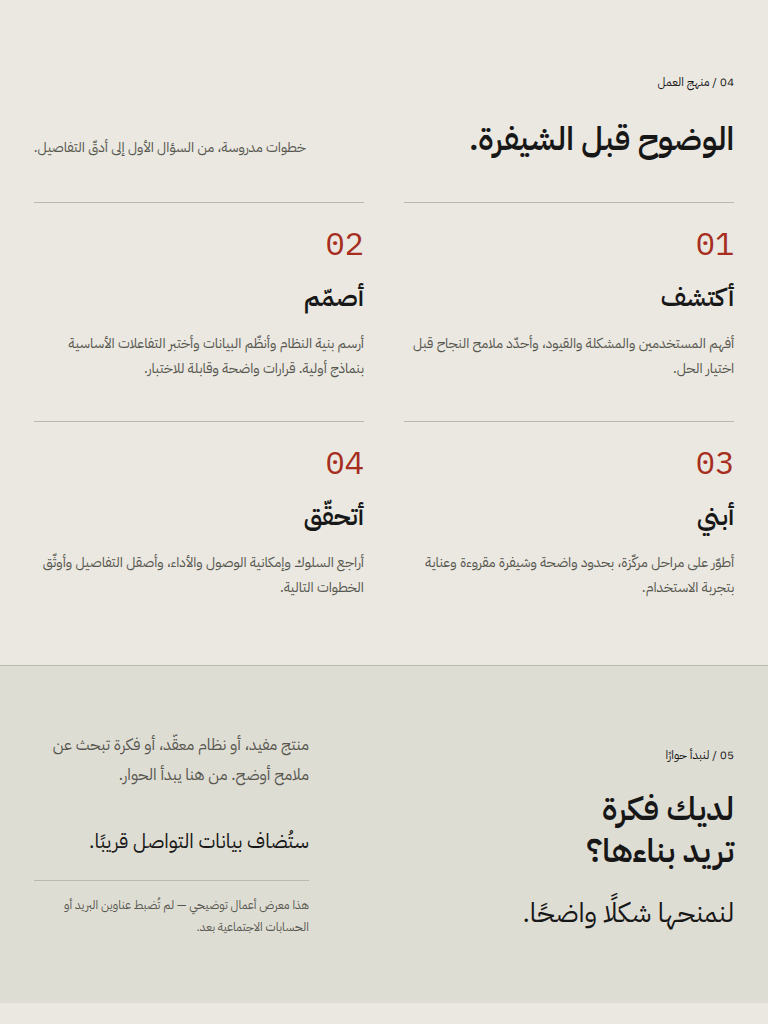 04 / منهج العمل
الوضوح قبل الشيفرة.
خطوات مدروسة، من السؤال الأول إلى أدقّ التفاصيل.
01
أكتشف
أفهم المستخدمين والمشكلة والقيود، وأحدّد ملامح النجاح قبل
اختيار الحل.
02
أصمّم
أرسم بنية النظام وأنظّم البيانات وأختبر التفاعلات الأساسية
بنماذج أولية. قرارات واضحة وقابلة للاختبار.
03
أبني
أطوّر على مراحل مركّزة، بحدود واضحة وشيفرة مقروءة وعناية
بتجربة الاستخدام.
04
أتحقّق
أراجع السلوك وإمكانية الوصول والأداء، وأصقل التفاصيل وأوثّق
الخطوات التالية.
05 / لنبدأ حوارًا
لديك فكرة
تريد بناءها؟
لنمنحها شكلًا واضحًا.
منتج مفيد، أو نظام معقّد، أو فكرة تبحث عن
ملامح أوضح. من هنا يبدأ الحوار.
ستُضاف بيانات التواصل قريبًا.
هذا معرض أعمال توضيحي — لم تُضبط عناوين البريد أو
الحسابات الاجتماعية بعد.